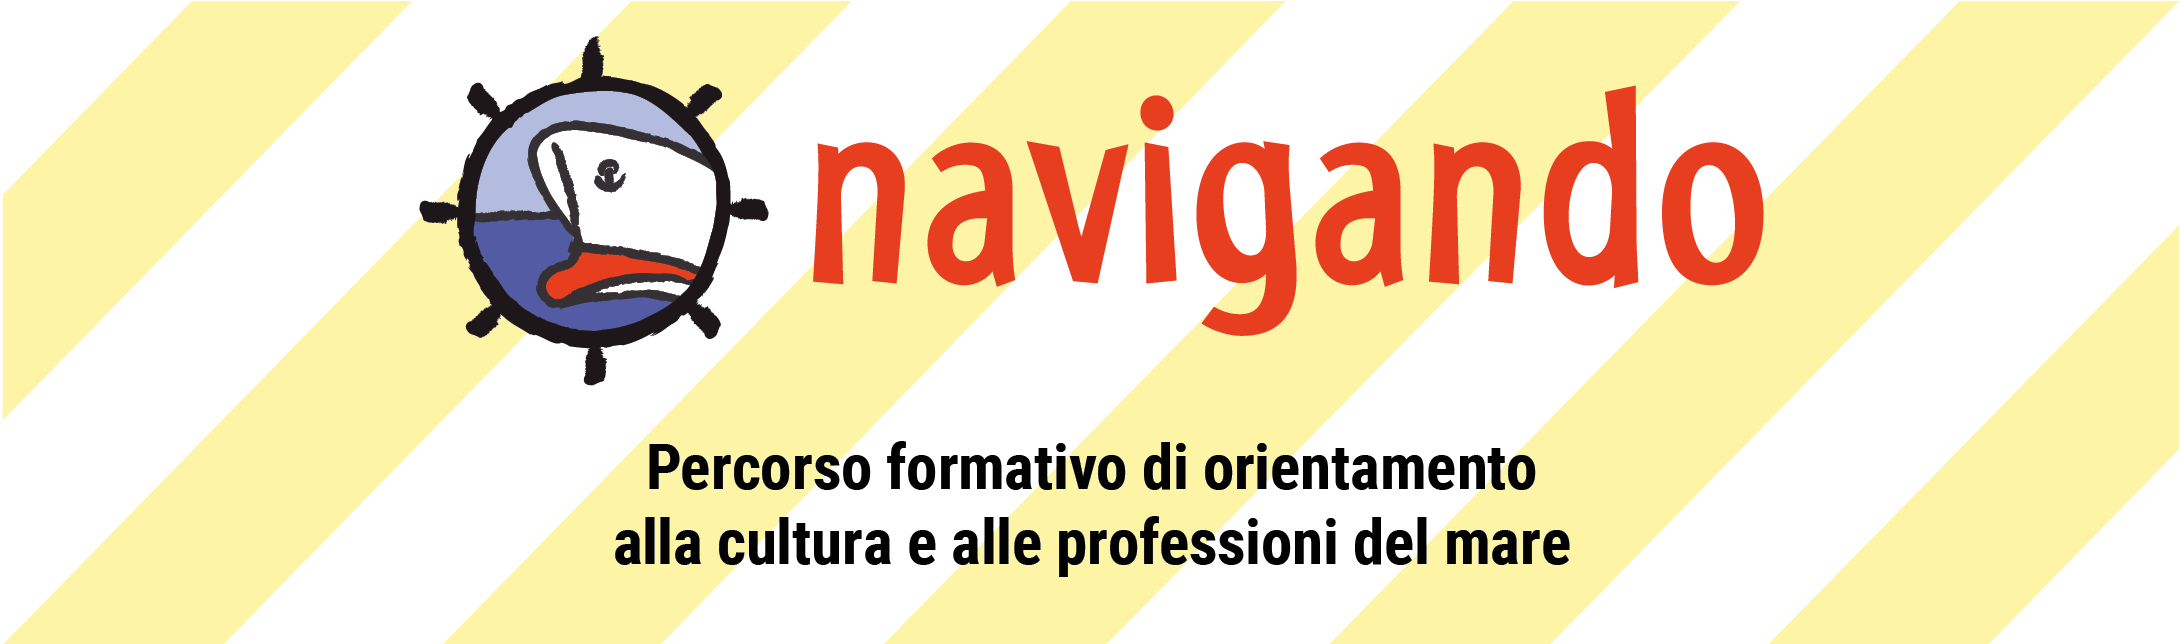 navigando
Percorso formativo di orientamento
alla cultura e alle professioni del mare